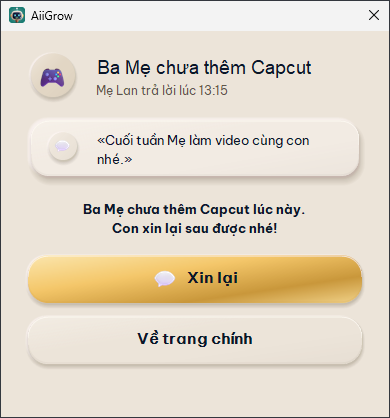 AiiGrow
Ba Mẹ chưa thêm Capcut
Mẹ Lan trả lời lúc 13:15
«Cuối tuần Mẹ làm video cùng con
nhé.»
Ba Mẹ chưa thêm Capcut lúc này.
Con xin lại sau được nhé!
Xin lại
Về trang chính